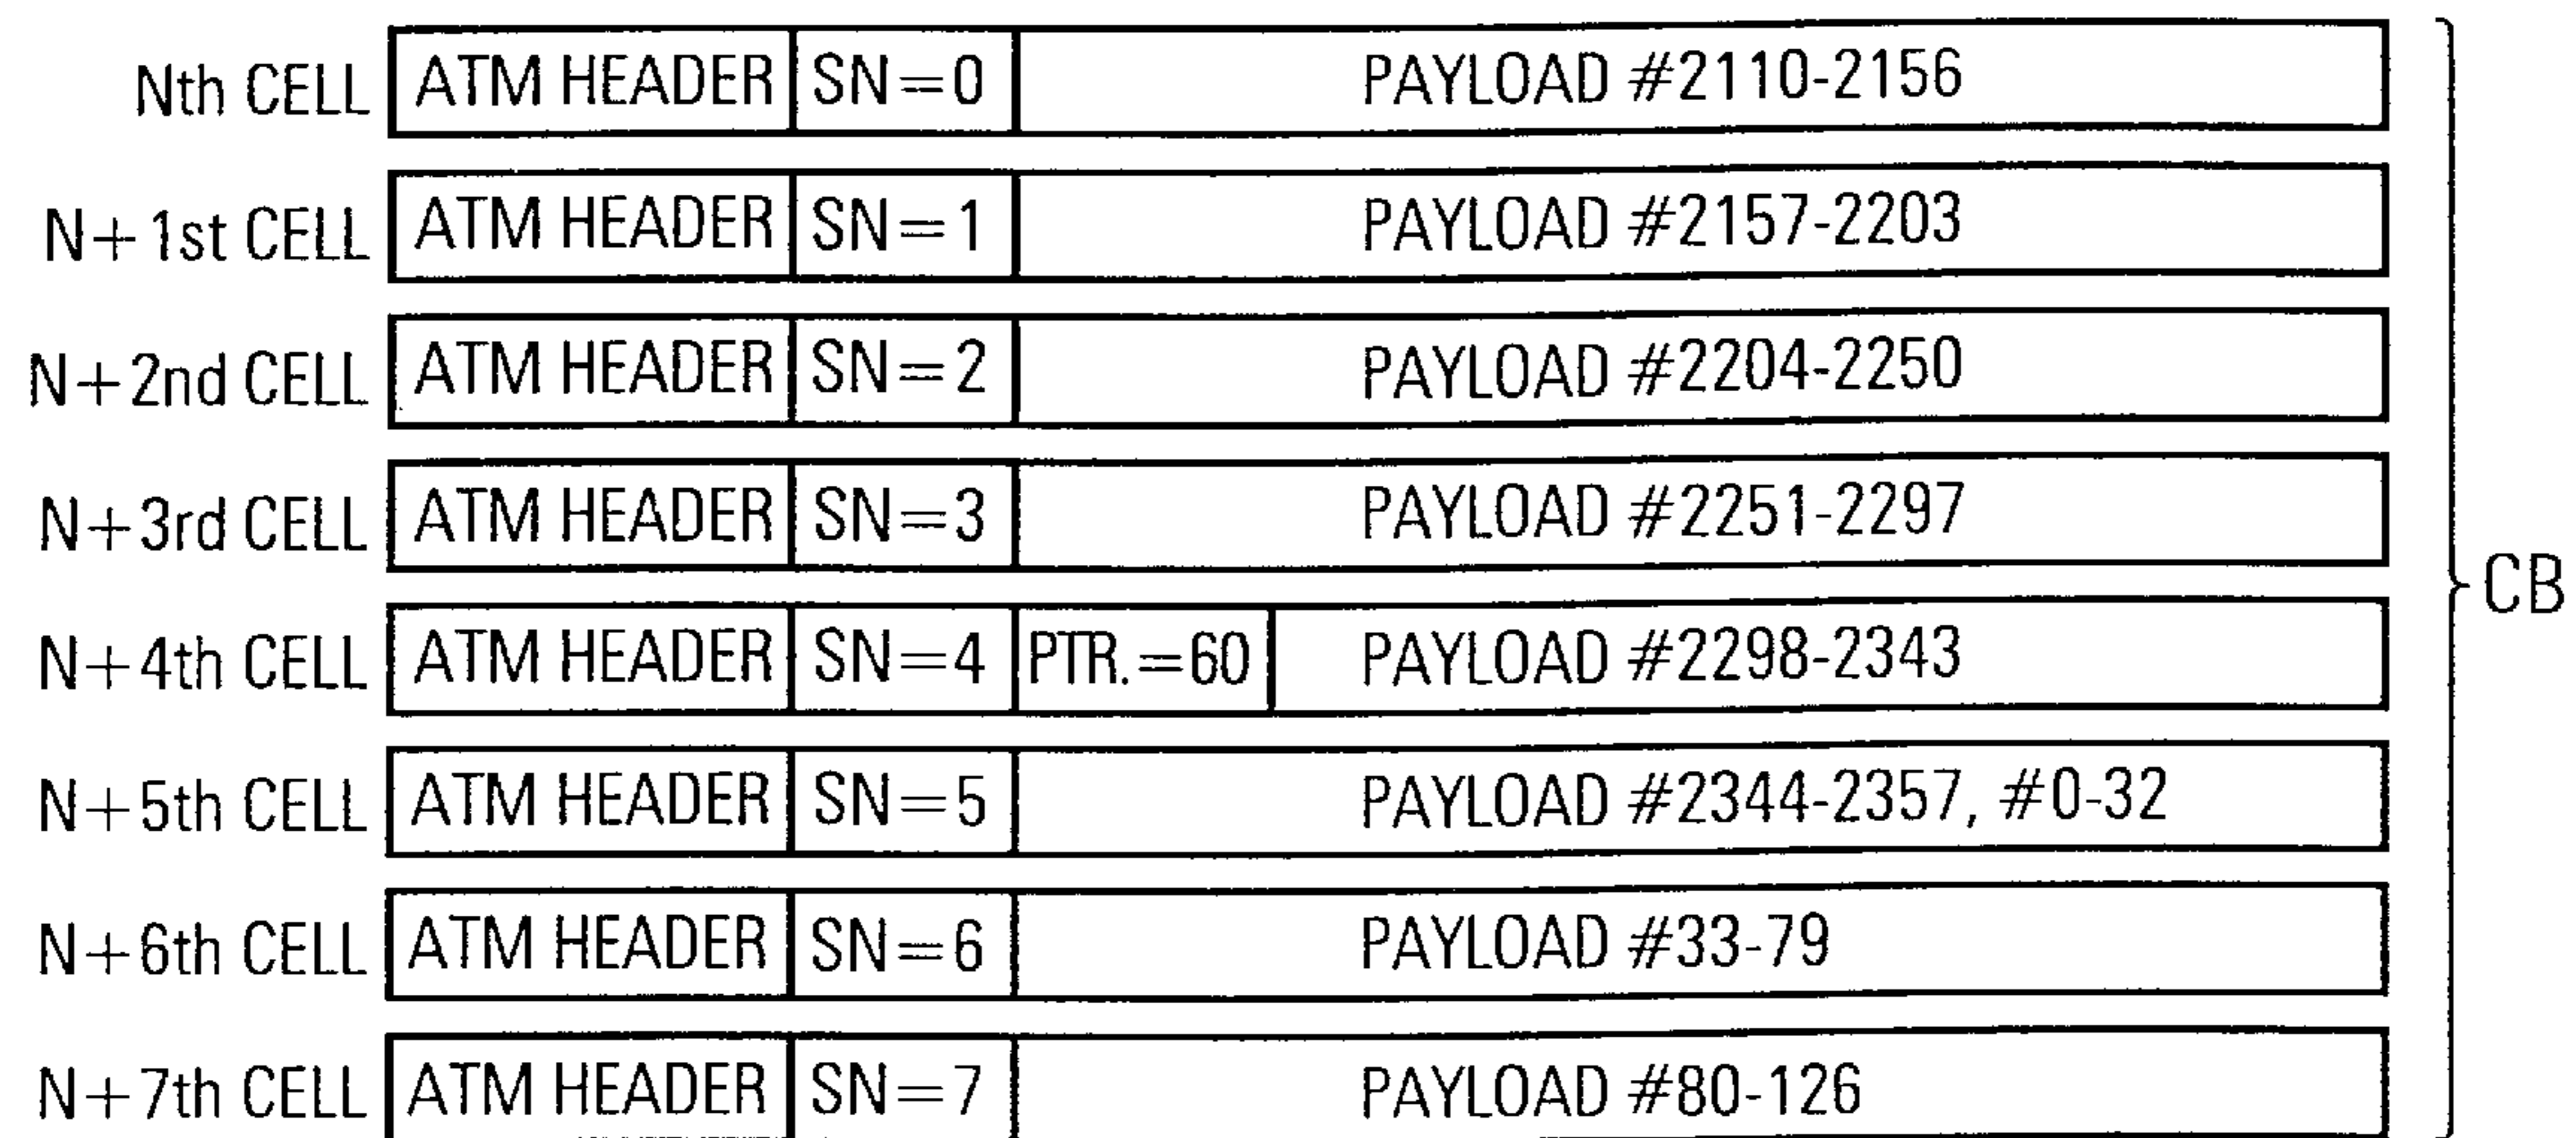 Nth CELL ATM HEADER SN=0 PAYLOAD #2110-2156
N+1st CELL ATM HEADER SN=1 PAYLOAD #2157-2203
N+2nd CELL ATM HEADER SN=2 PAYLOAD #2204-2250
N+3rd CELL ATM HEADER SN=3 PAYLOAD #2251-2297
CB
N+4th CELL ATM HEADER SN=4 PTR.=60 PAYLOAD #2298-2343
N+5th CELL ATM HEADER SN=5 PAYLOAD #2344-2357, #0-32
N+6th CELL ATM HEADER SN=6 PAYLOAD #33-79
N+7th CELL ATM HEADER SN=7 PAYLOAD #80-126